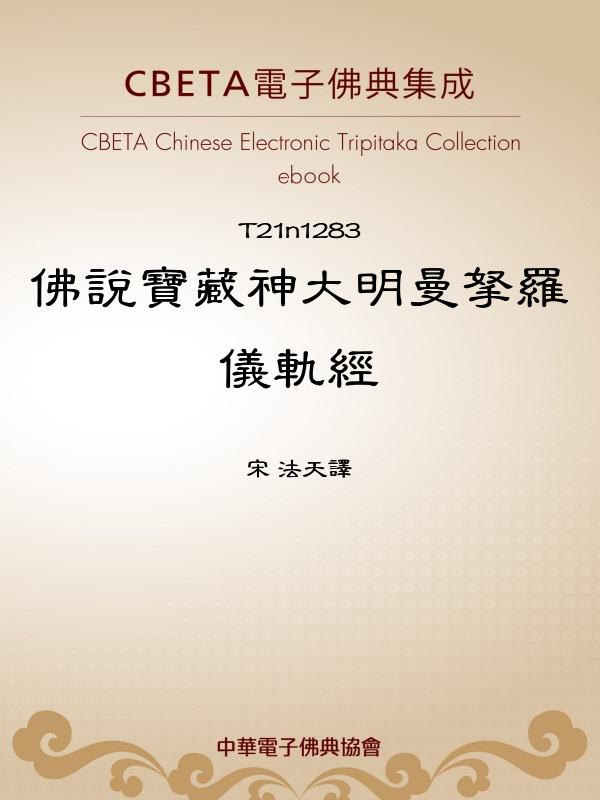 CBETA電子佛典集成
CBETA Chinese Electronic Tripitaka Collection
ebook
T21n1283
佛說寶藏神大明曼拏羅
儀軌經
宋 法天譯
中華電子佛典協會